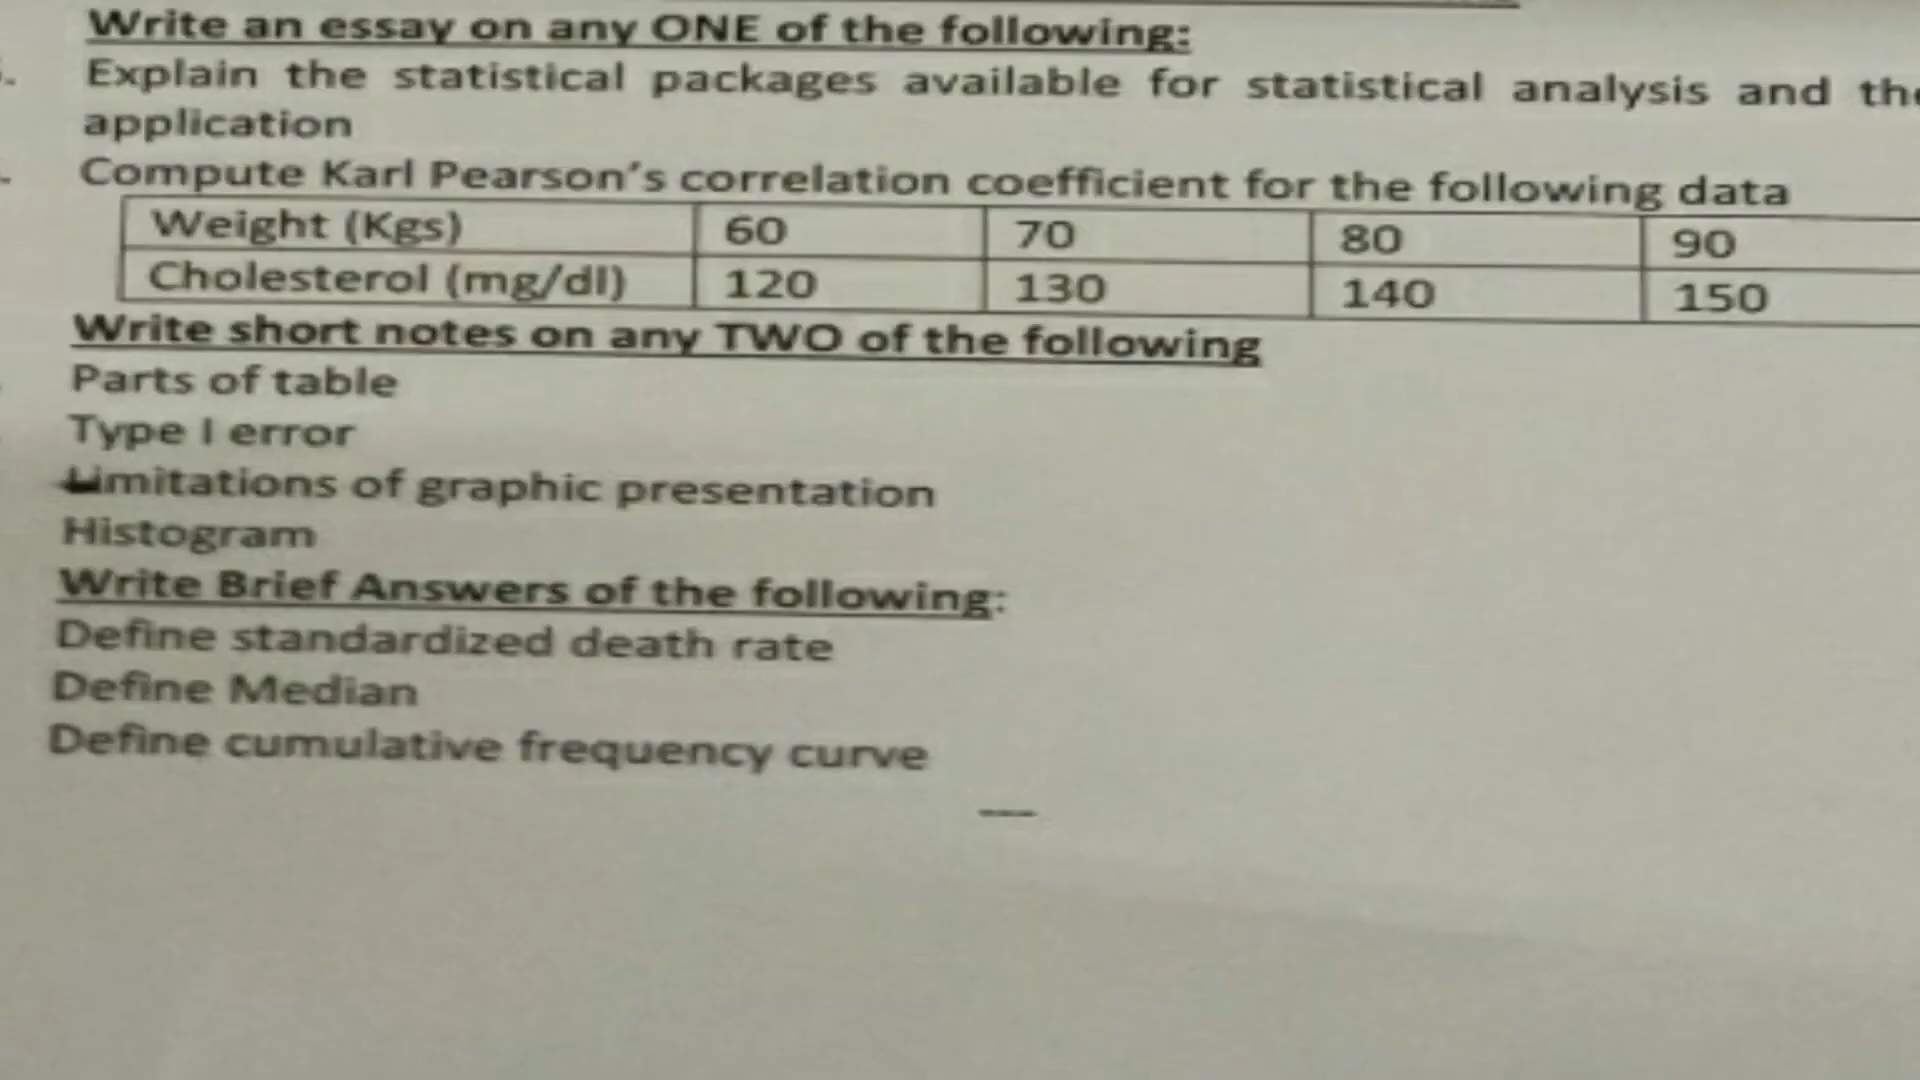 Write an essay on any ONE of the following:
Explain the statistical packages available for statistical analysis and
application
Compute Karl Pearson's correlation coefficient for the following data
Weight (Kgs) 60 70 80 90
Cholesterol (mg/dl) 120 130 140 150
Write short notes on any TWO of the following
Parts of table
Type I error
Limitations of graphic presentation
Histogram
Write Brief Answers of the following:
Define standardized death rate
Define Median
Define cumulative frequency curve
---